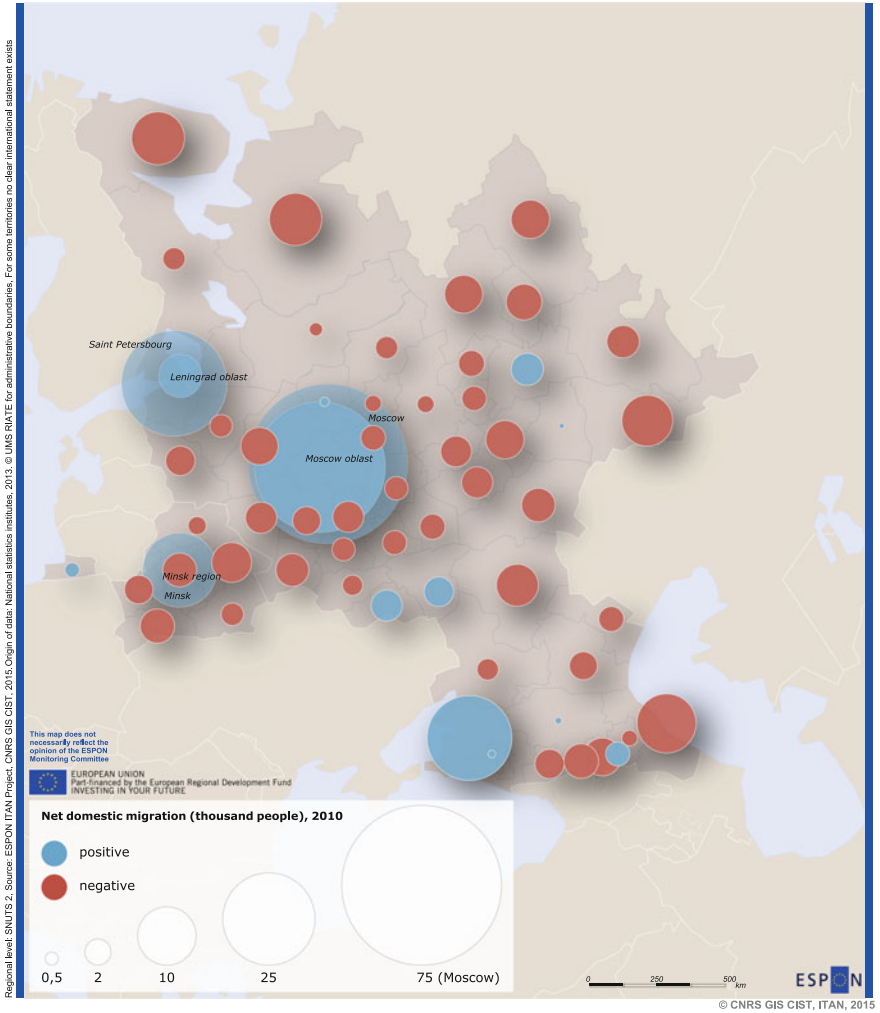 Regional level: SNUTS 2, Source: ESPON ITAN Project, CNRS GIS CIST, 2015, Origin of data: National statistics institutes, 2013. © UMS RIATE for administrative boundaries, For some territories no clear international statement exists
Saint Petersbourg
Leningrad oblast
Moscow
Moscow oblast
Minsk region
Minsk
This map does not
necessarily reflect the
opinion of the ESPON
Monitoring Committee
EUROPEAN UNION
Part-financed by the European Regional Development Fund
INVESTING IN YOUR FUTURE
Net domestic migration (thousand people), 2010
positive
negative
0,5 2 10 25 75 (Moscow)
0 250 500
km
ESPON
© CNRS GIS CIST, ITAN, 2015